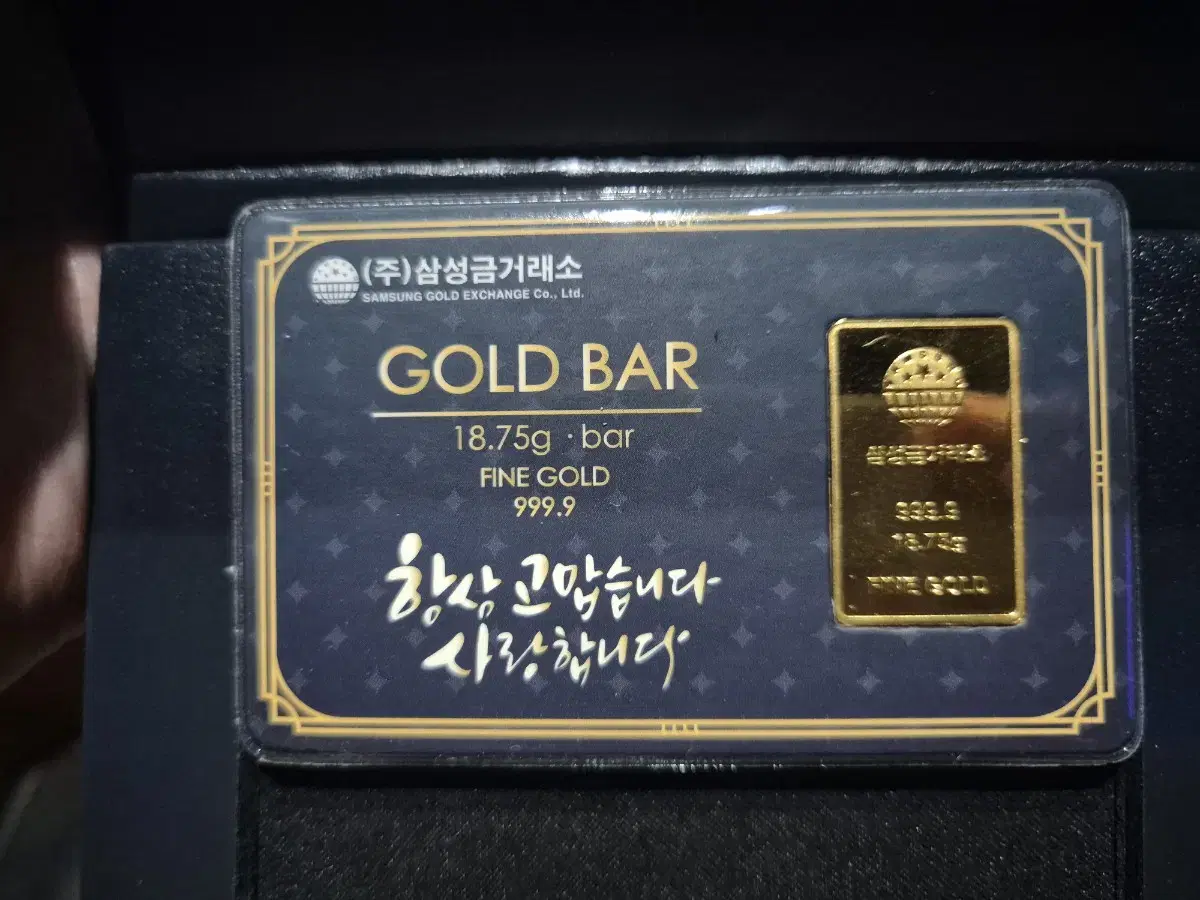 (주)삼성금거래소
SAMSUNG GOLD EXCHANGE Co., Ltd.
GOLD BAR
18.75g · bar
FINE GOLD
999.9
항상 고맙습니다
사랑합니다
삼성금거래소
999.9
18.75g
FINE GOLD